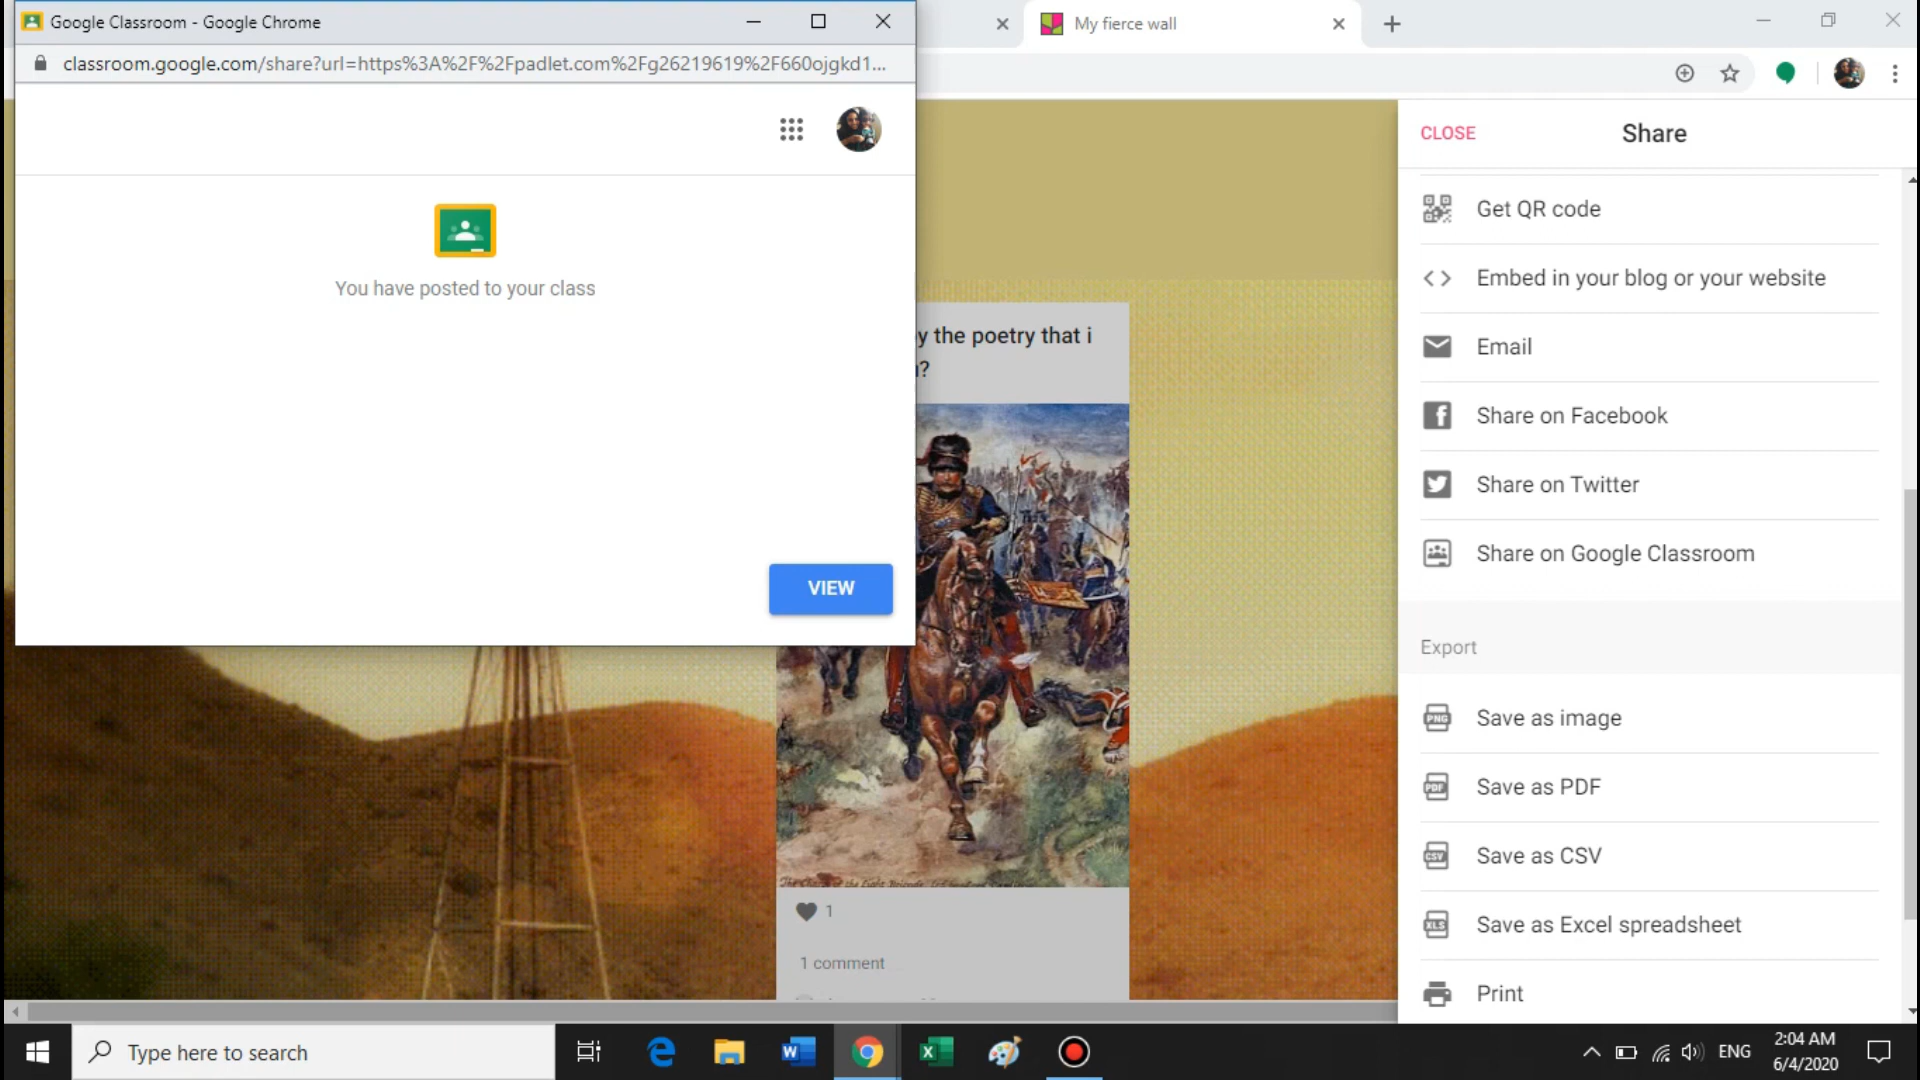 Google Classroom - Google Chrome
My fierce wall
classroom.google.com/share?url=https%3A%2F%2Fpadlet.com%2Fg26219619%2F660ojgkd1...
CLOSE
Share
You have posted to your class
VIEW
y the poetry that i
?
Get QR code
Embed in your blog or your website
Email
Share on Facebook
Share on Twitter
Share on Google Classroom
Export
PNG
Save as image
PDF
Save as PDF
CSV
Save as CSV
XLS
Save as Excel spreadsheet
Print
1
1 comment
Type here to search
ENG
2:04 AM
6/4/2020